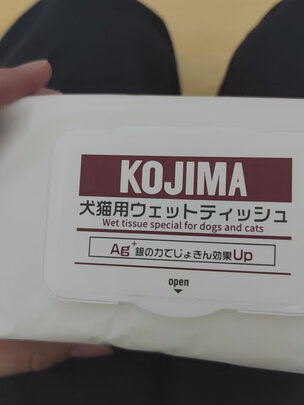 KOJIMA
犬猫用ウェットティッシュ
Wet tissue special for dogs and cats
Ag+銀の力でじょきん効果Up
open